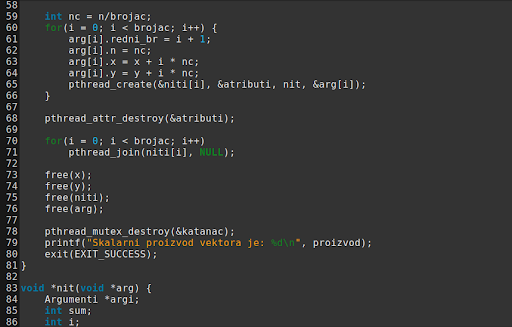 58
59     int nc = n/brojac;
60     for(i = 0; i < brojac; i++) {
61         arg[i].redni_br = i + 1;
62         arg[i].n = nc;
63         arg[i].x = x + i * nc;
64         arg[i].y = y + i * nc;
65         pthread_create(&niti[i], &atributi, nit, &arg[i]);
66     }
67
68     pthread_attr_destroy(&atributi);
69
70     for(i = 0; i < brojac; i++)
71         pthread_join(niti[i], NULL);
72
73     free(x);
74     free(y);
75     free(niti);
76     free(arg);
77
78     pthread_mutex_destroy(&katanac);
79     printf("Skalarni proizvod vektora je: %d\n", proizvod);
80     exit(EXIT_SUCCESS);
81 }
82
83 void *nit(void *arg) {
84     Argumenti *argi;
85     int sum;
86     int i;